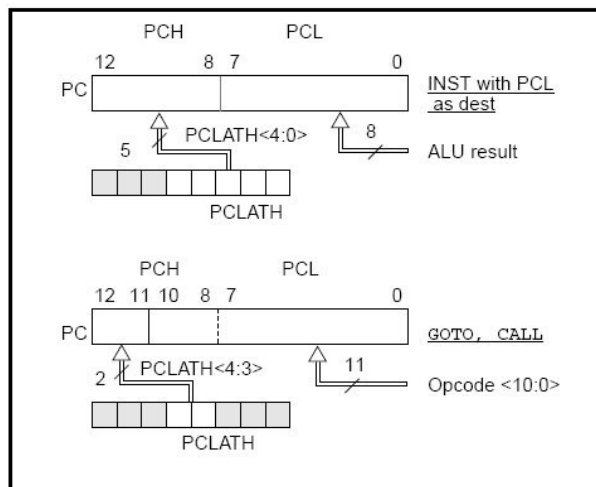 PCH PCL
12 8 7 0
PC
INST with PCL
as dest
PCLATH<4:0>
8
5
ALU result
PCLATH
PCH PCL
12 11 10 8 7 0
PC
GOTO, CALL
PCLATH<4:3>
11
2
Opcode <10:0>
PCLATH